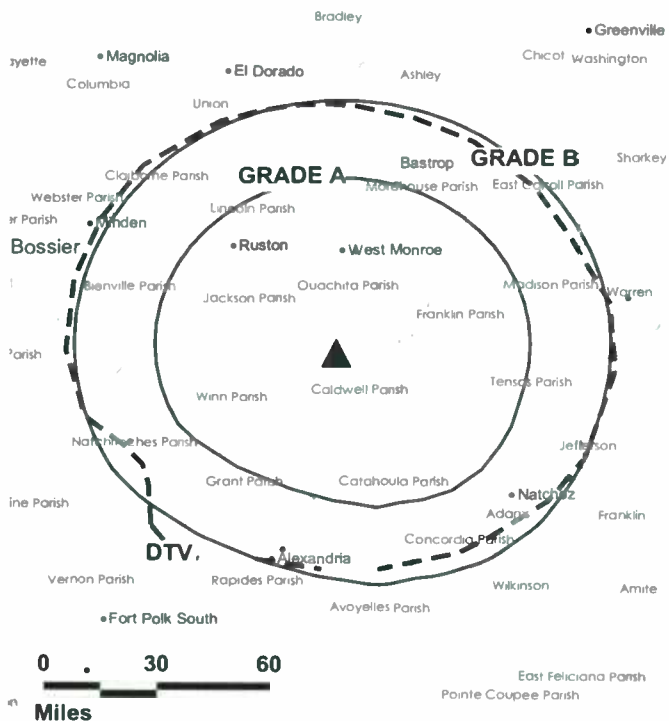 Bradley
Greenville
Magnolia
Chicot Washington
El Dorado
Ashley
Columbia
Union
Bastrop
GRADE B
Sharkey
Claiborne Parish
GRADE A
Morehouse Parish
East Carroll Parish
Webster Parish
Lincoln Parish
Minden
Bossier
Ruston
West Monroe
Bienville Parish
Ouachita Parish
Madison Parish
Warren
Jackson Parish
Franklin Parish
Parish
Caldwell Parish
Tensas Parish
Winn Parish
Natchitoches Parish
Jefferson
Grant Parish
Catahoula Parish
Natchez
Adams
Franklin
Concordia Parish
DTV
Alexandria
Vernon Parish
Rapides Parish
Wilkinson
Amite
Avoyelles Parish
Fort Polk South
0 30 60
Miles
East Feliciana Parish
Pointe Coupee Parish